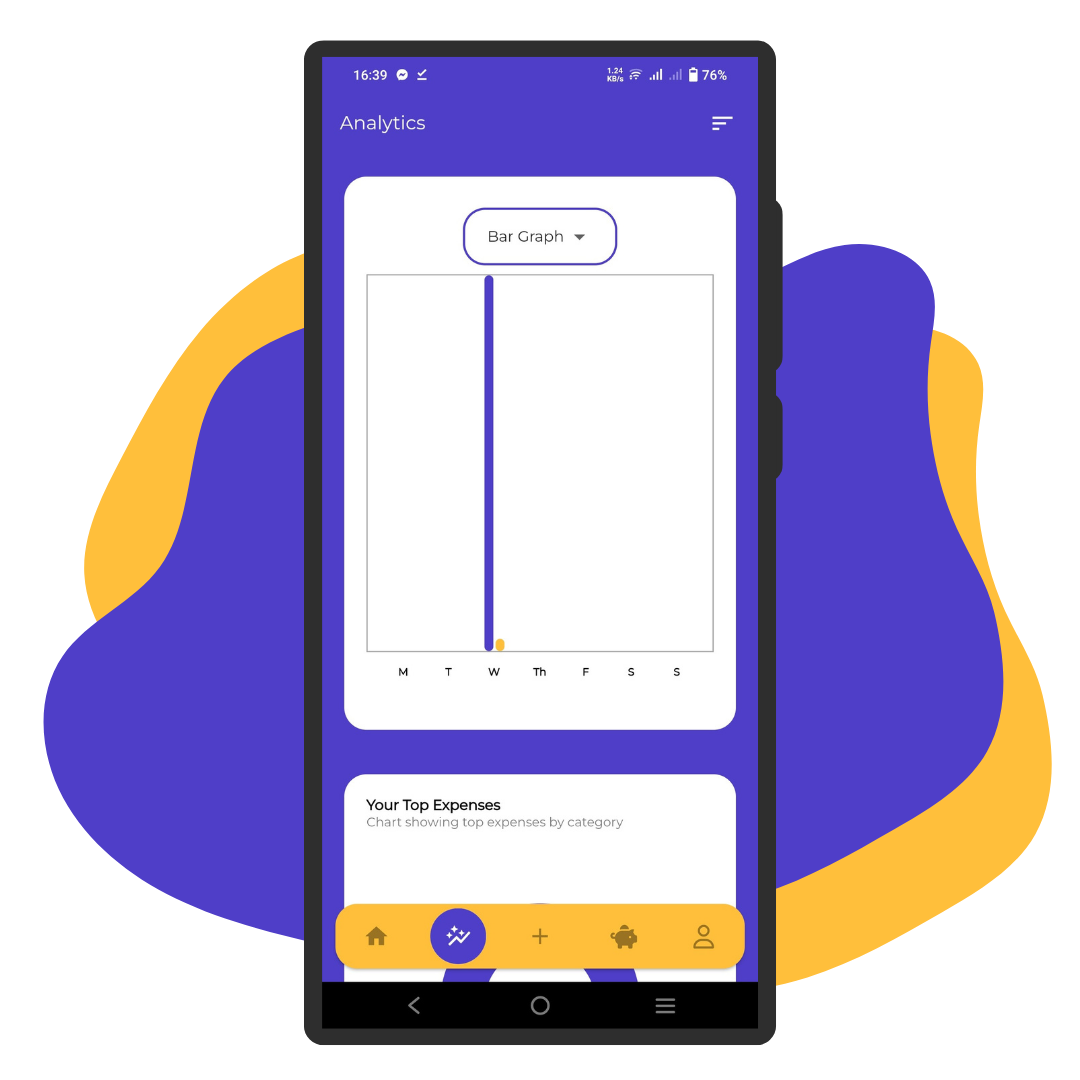 16:39 1.24 KB/s 76%
Analytics
Bar Graph
M T W Th F S S
Your Top Expenses
Chart showing top expenses by category